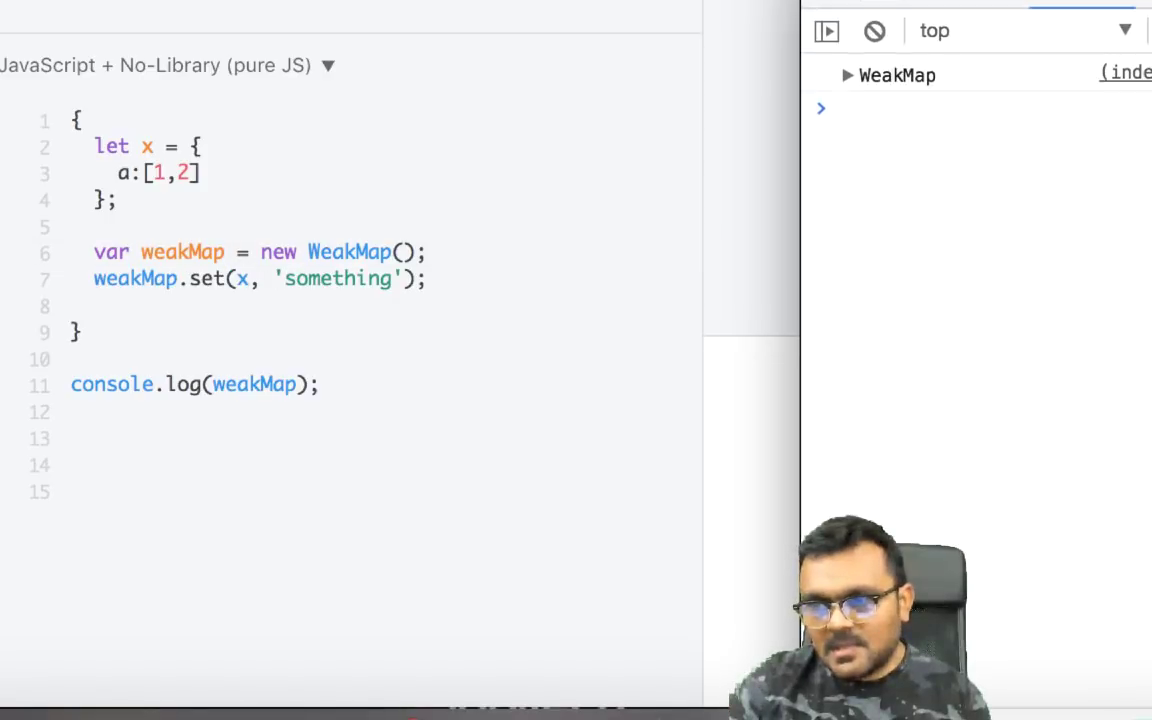 JavaScript + No-Library (pure JS) ▼
1 {
2 let x = {
3 a:[1,2]
4 };
5
6 var weakMap = new WeakMap();
7 weakMap.set(x, 'something');
8
9 }
10
11 console.log(weakMap);
12
13
14
15
top ▼
▶ WeakMap (inde
>